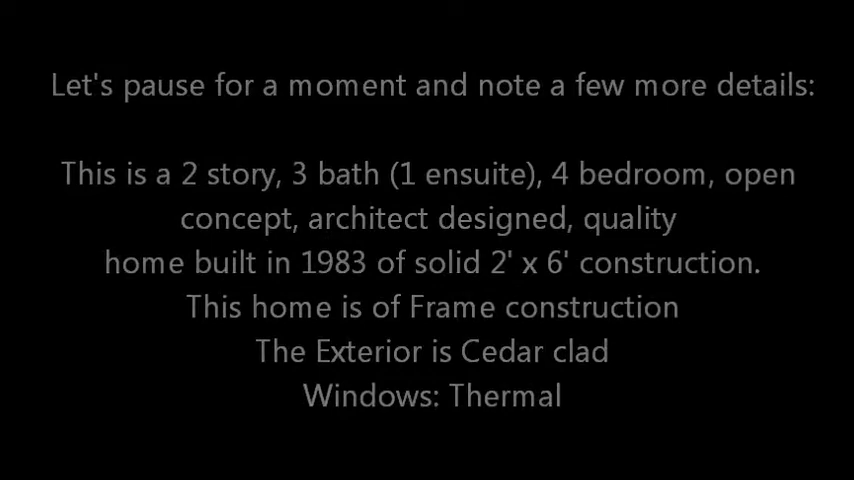 Let's pause for a moment and note a few more details:
This is a 2 story, 3 bath (1 ensuite), 4 bedroom, open
concept, architect designed, quality
home built in 1983 of solid 2' x 6' construction.
This home is of Frame construction
The Exterior is Cedar clad
Windows: Thermal